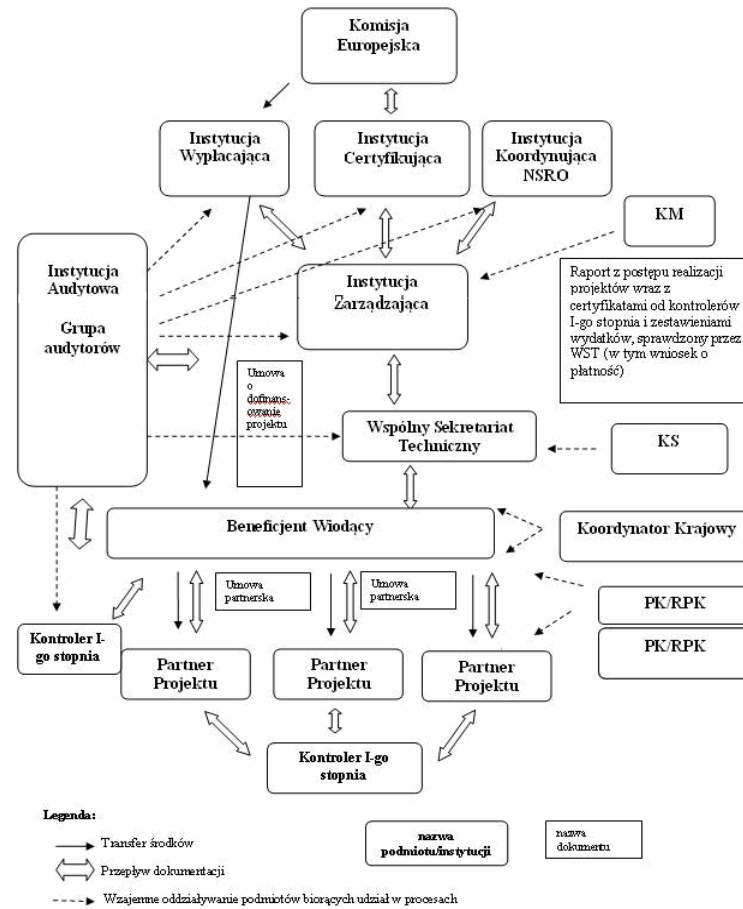 Komisja
Europejska
Instytucja
Wypłacająca
Instytucja
Certyfikująca
Instytucja
Koordynująca
NSRO
KM
Instytucja
Audytowa
Grupa
audytorów
Instytucja
Zarządzająca
Raport z postępu realizacji
projektów wraz z
certyfikatami od kontrolerów
I-go stopnia i zestawieniami
wydatków, sprawdzony przez
WST (w tym wniosek o
płatność)
Umowa
o
dofinans-
owanie
projektu
Wspólny Sekretariat
Techniczny
KS
Beneficjent Wiodący
Koordynator Krajowy
Umowa
partnerska
Umowa
partnerska
PK/RPK
PK/RPK
Kontroler I-
go stopnia
Partner
Projektu
Partner
Projektu
Partner
Projektu
Kontroler I-go
stopnia
Legenda:
Transfer środków
Przepływ dokumentacji
Wzajemne oddziaływanie podmiotów biorących udział w procesach
nazwa
podmiotu/instytucji
nazwa
dokumentu